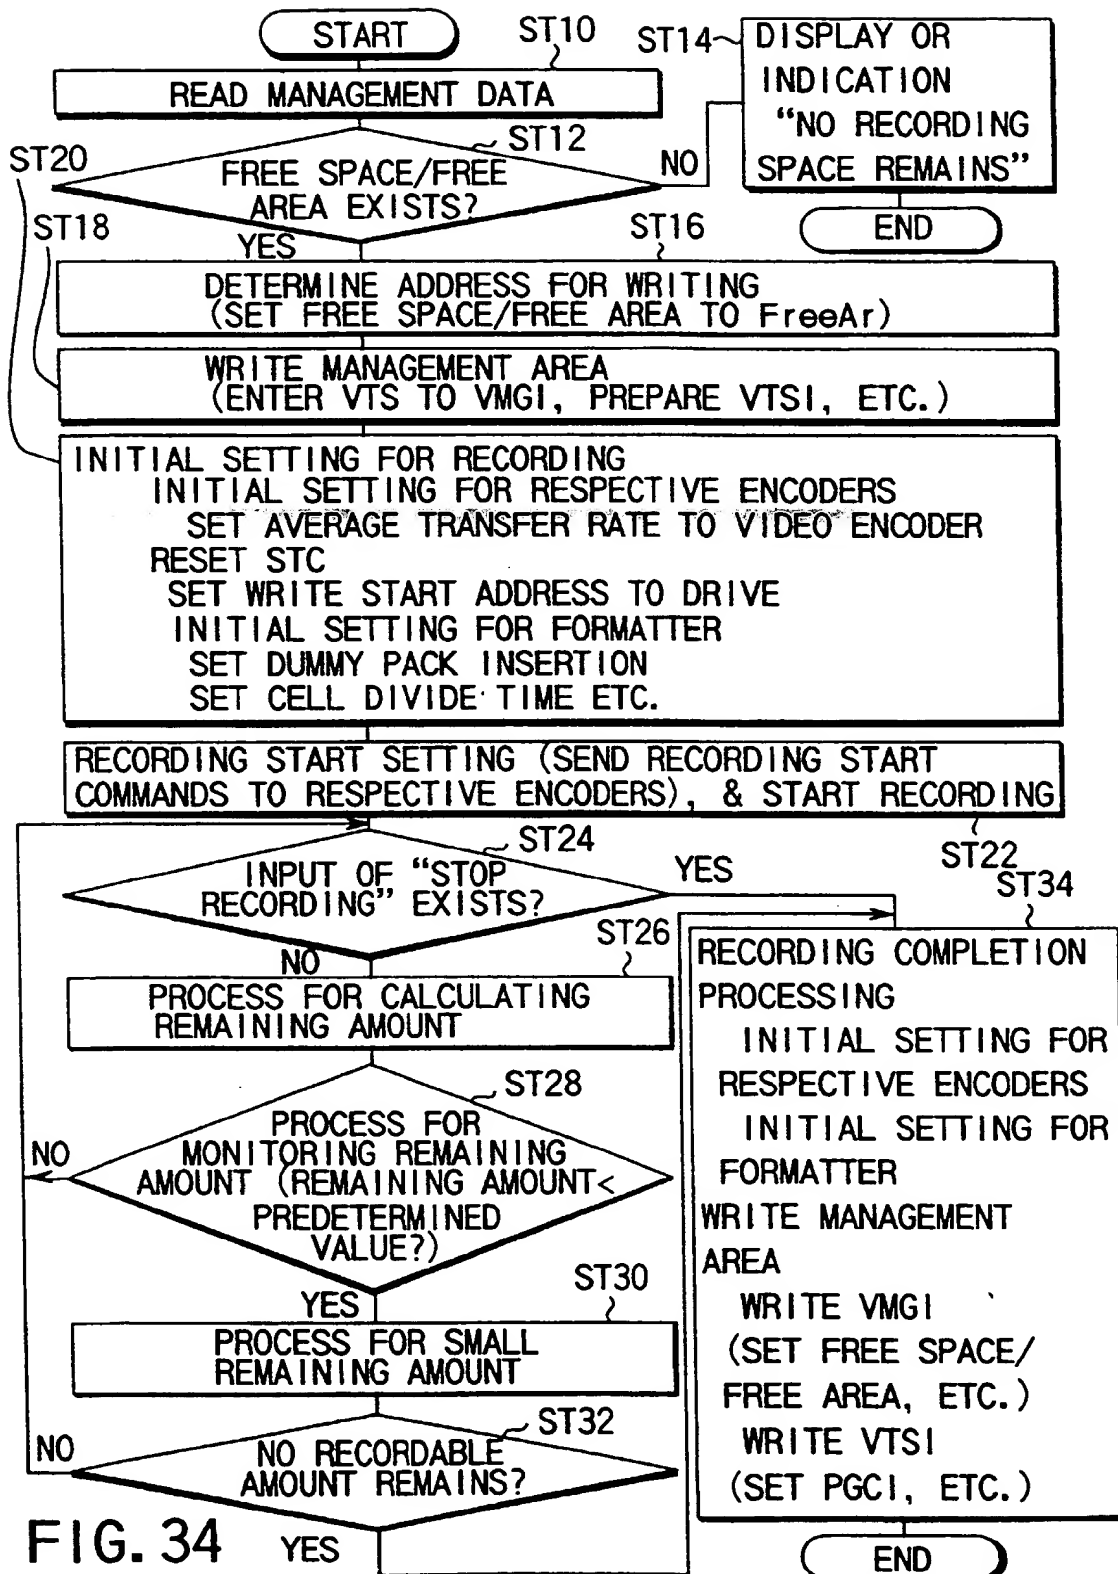 START
ST10
READ MANAGEMENT DATA
ST14
DISPLAY OR
INDICATION
“NO RECORDING
SPACE REMAINS”
END
ST12
FREE SPACE/FREE
AREA EXISTS?
NO
YES
ST20
ST18
ST16
DETERMINE ADDRESS FOR WRITING
(SET FREE SPACE/FREE AREA TO FreeAr)
WRITE MANAGEMENT AREA
(ENTER VTS TO VMGI, PREPARE VTSI, ETC.)
INITIAL SETTING FOR RECORDING
INITIAL SETTING FOR RESPECTIVE ENCODERS
SET AVERAGE TRANSFER RATE TO VIDEO ENCODER
RESET STC
SET WRITE START ADDRESS TO DRIVE
INITIAL SETTING FOR FORMATTER
SET DUMMY PACK INSERTION
SET CELL DIVIDE TIME ETC.
RECORDING START SETTING (SEND RECORDING START
COMMANDS TO RESPECTIVE ENCODERS), & START RECORDING
ST22
ST24
INPUT OF “STOP
RECORDING” EXISTS?
YES
NO
ST26
PROCESS FOR CALCULATING
REMAINING AMOUNT
ST28
PROCESS FOR
MONITORING REMAINING
AMOUNT (REMAINING AMOUNT<
PREDETERMINED
VALUE?)
NO
YES
ST30
PROCESS FOR SMALL
REMAINING AMOUNT
ST32
NO RECORDABLE
AMOUNT REMAINS?
NO
YES
ST34
RECORDING COMPLETION
PROCESSING
INITIAL SETTING FOR
RESPECTIVE ENCODERS
INITIAL SETTING FOR
FORMATTER
WRITE MANAGEMENT
AREA
WRITE VMGI
(SET FREE SPACE/
FREE AREA, ETC.)
WRITE VTSI
(SET PGCI, ETC.)
END
FIG. 34